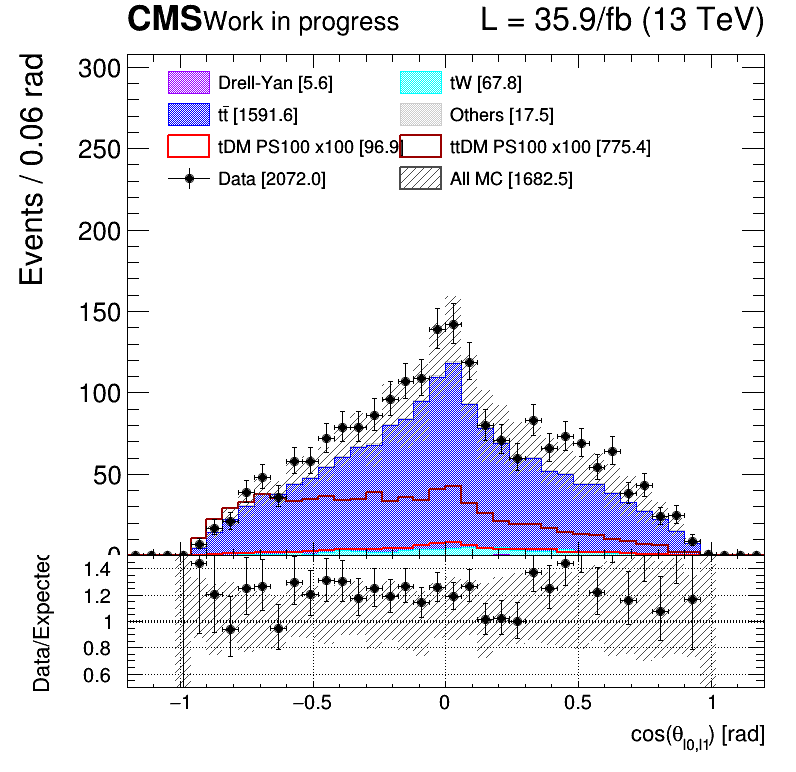 CMS Work in progress L = 35.9/fb (13 TeV)
Events / 0.06 rad
300
250
200
150
100
50
0
Drell-Yan [5.6]
tW [67.8]
tt̄ [1591.6]
Others [17.5]
tDM PS100 x100 [96.9]
ttDM PS100 x100 [775.4]
Data [2072.0]
All MC [1682.5]
Data/Expected
1.4
1.2
1
0.8
0.6
−1 −0.5 0 0.5 1
cos(θl0,l1) [rad]